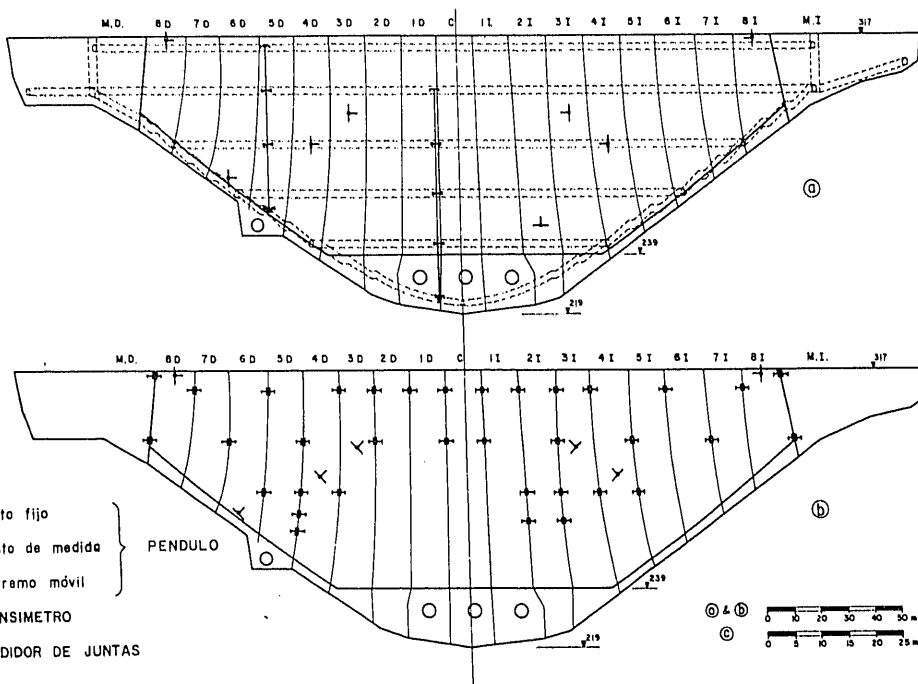 M.D. 8D 7D 6D 5D 4D 3D 2D 1D C 1I 2I 3I 4I 5I 6I 7I 8I M.I 317
a
239
219
M.D. 8D 7D 6D 5D 4D 3D 2D 1D C 1I 2I 3I 4I 5I 6I 7I 8I M.I. 317
b
to fijo
to de medida
PENDULO
remo móvil
239
NSIMETRO
219
DIDOR DE JUNTAS
a & b
0 10 20 30 40 50 m
c
0 5 10 15 20 25 m